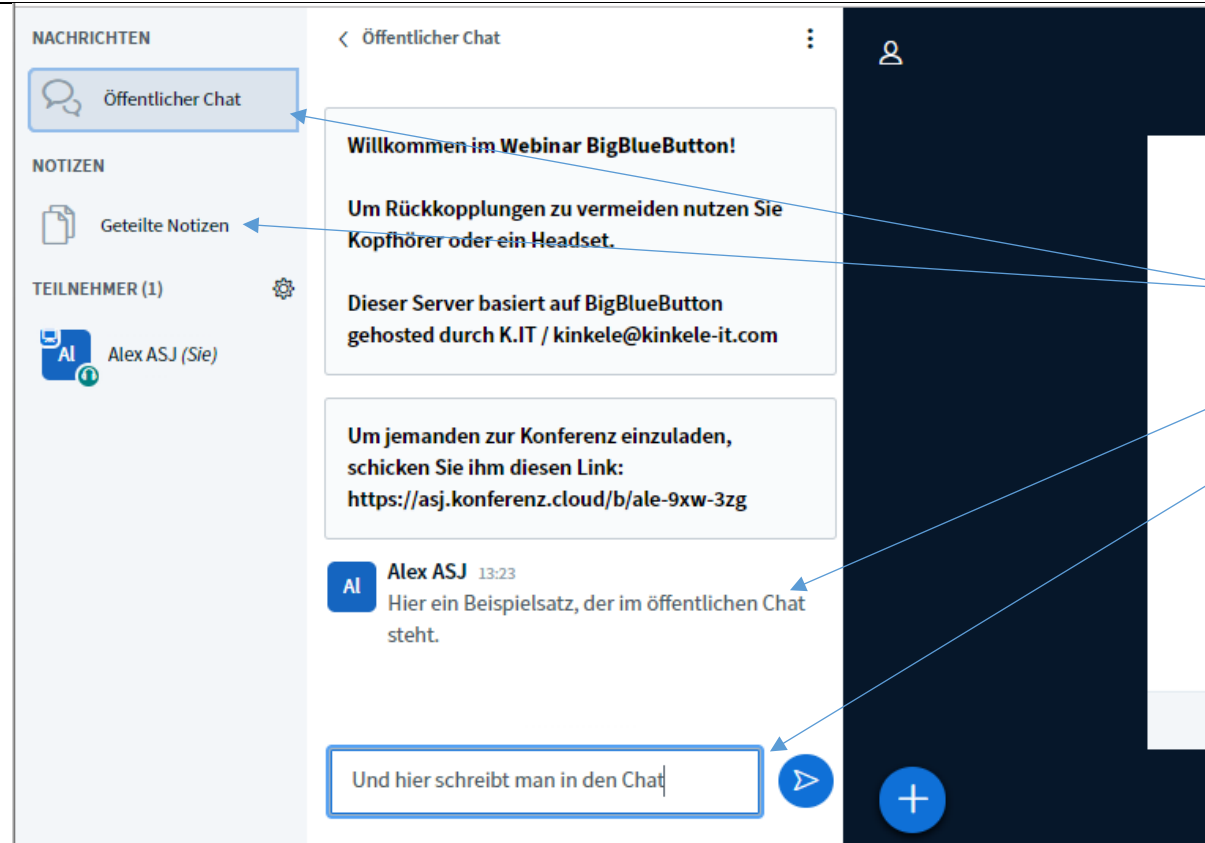 NACHRICHTEN
Öffentlicher Chat
NOTIZEN
Geteilte Notizen
TEILNEHMER (1)
Al
Alex ASJ (Sie)
Öffentlicher Chat
Willkommen im Webinar BigBlueButton!
Um Rückkopplungen zu vermeiden nutzen Sie
Kopfhörer oder ein Headset.
Dieser Server basiert auf BigBlueButton
gehosted durch K.IT / kinkele@kinkele-it.com
Um jemanden zur Konferenz einzuladen,
schicken Sie ihm diesen Link:
https://asj.konferenz.cloud/b/ale-9xw-3zg
Al
Alex ASJ 13:23
Hier ein Beispielsatz, der im öffentlichen Chat
steht.
Und hier schreibt man in den Chat